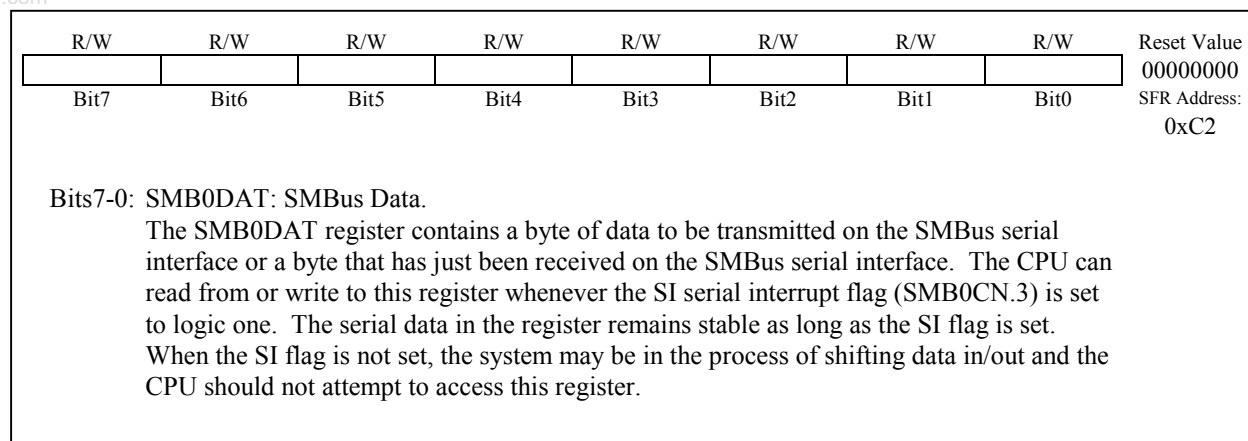 .com
R/W R/W R/W R/W R/W R/W R/W R/W Reset Value
00000000
Bit7 Bit6 Bit5 Bit4 Bit3 Bit2 Bit1 Bit0 SFR Address:
0xC2
Bits7-0: SMB0DAT: SMBus Data.
The SMB0DAT register contains a byte of data to be transmitted on the SMBus serial
interface or a byte that has just been received on the SMBus serial interface. The CPU can
read from or write to this register whenever the SI serial interrupt flag (SMB0CN.3) is set
to logic one. The serial data in the register remains stable as long as the SI flag is set.
When the SI flag is not set, the system may be in the process of shifting data in/out and the
CPU should not attempt to access this register.